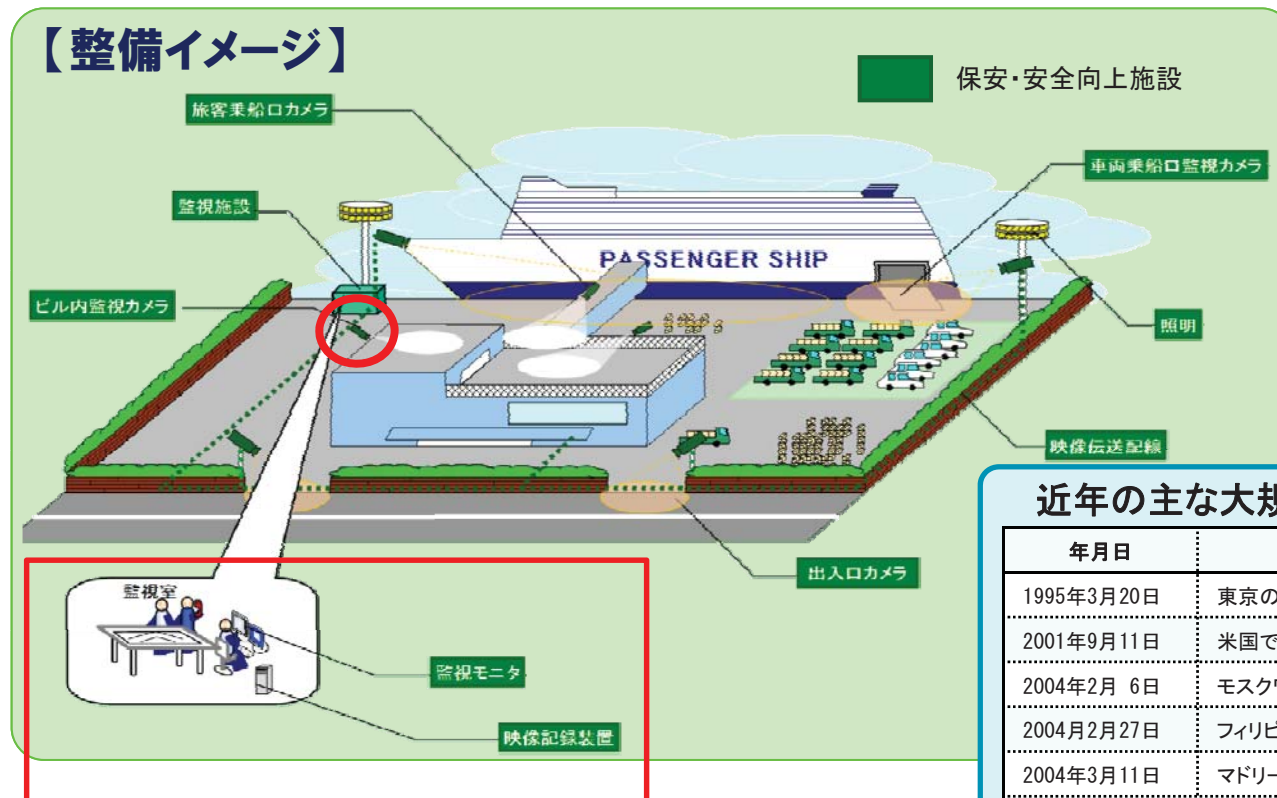 【整備イメージ】
保安・安全向上施設
旅客乗船口カメラ
車両乗船口監視カメラ
監視施設
PASSENGER SHIP
ビル内監視カメラ
照明
映像伝送配線
出入口カメラ
監視室
監視モニタ
映像記録装置
近年の主な大規
年月日
1995年3月20日 東京の
2001年9月11日 米国で
2004年2月 6日 モスク
2004月2月27日 フィリピ
2004年3月11日 マドリー